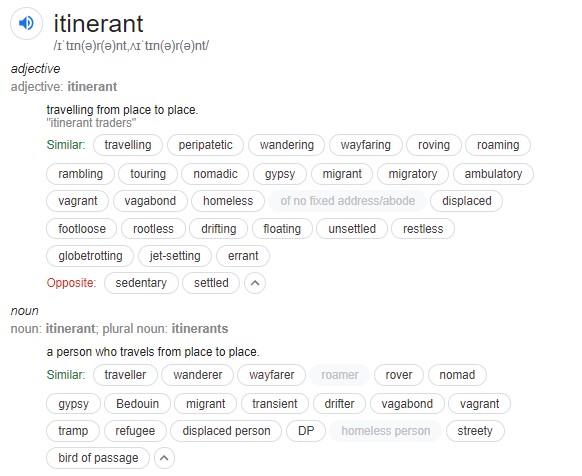 itinerant
/ɪˈtɪn(ə)r(ə)nt,ʌɪˈtɪn(ə)r(ə)nt/
adjective
adjective: itinerant
travelling from place to place.
"itinerant traders"
Similar: travelling peripatetic wandering wayfaring roving roaming
rambling touring nomadic gypsy migrant migratory ambulatory
vagrant vagabond homeless of no fixed address/abode displaced
footloose rootless drifting floating unsettled restless
globetrotting jet-setting errant
Opposite: sedentary settled
noun
noun: itinerant; plural noun: itinerants
a person who travels from place to place.
Similar: traveller wanderer wayfarer roamer rover nomad
gypsy Bedouin migrant transient drifter vagabond vagrant
tramp refugee displaced person DP homeless person streety
bird of passage